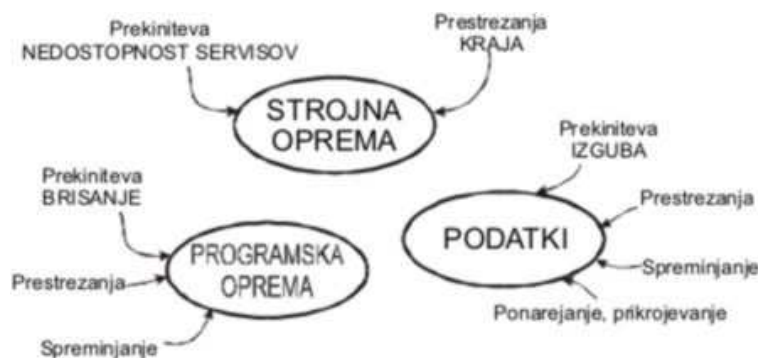 Prekiniteva
NEDOSTOPNOST SERVISOV
Prestrezanja
KRAJA
STROJNA
OPREMA
Prekiniteva
IZGUBA
Prekiniteva
BRISANJE
Prestrezanja
PODATKI
PROGRAMSKA
OPREMA
Prestrezanja
Spreminjanje
Ponarejanje, prikrojevanje
Spreminjanje